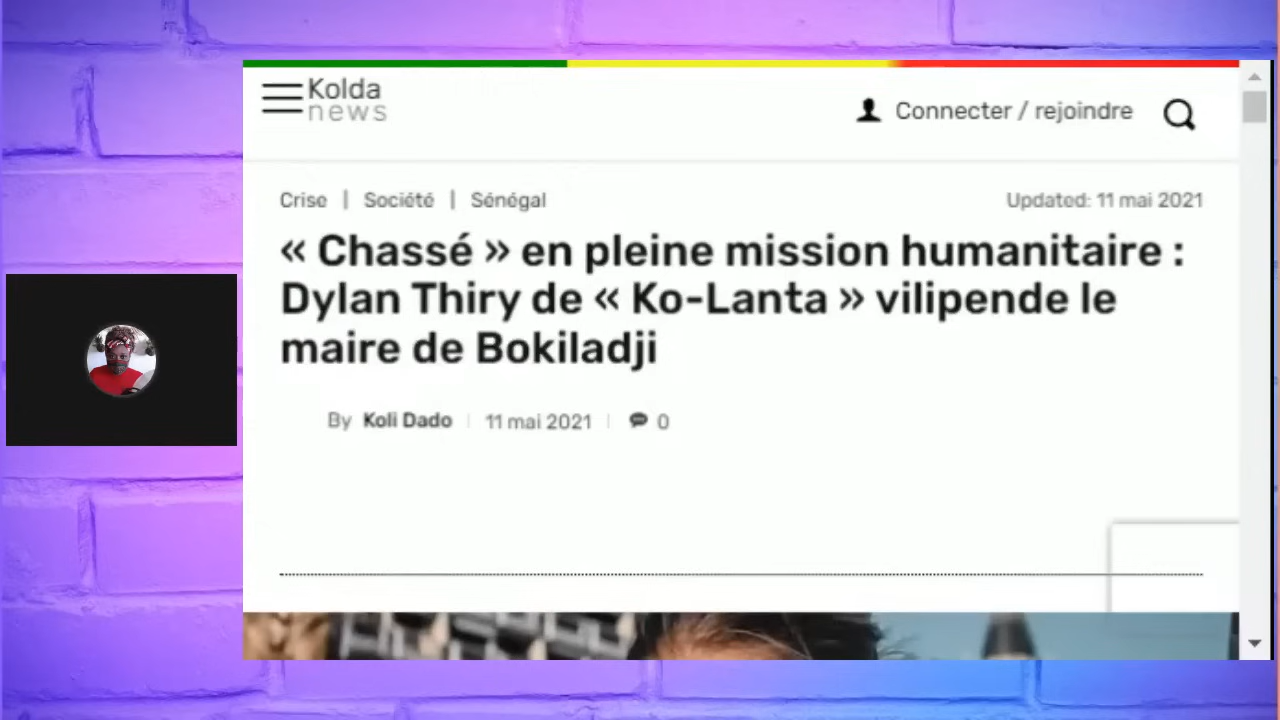 Kolda
news
Connecter / rejoindre
Crise | Société | Sénégal
Updated: 11 mai 2021
« Chassé » en pleine mission humanitaire :
Dylan Thiry de « Ko-Lanta » vilipende le
maire de Bokiladji
By Koli Dado | 11 mai 2021 | 0